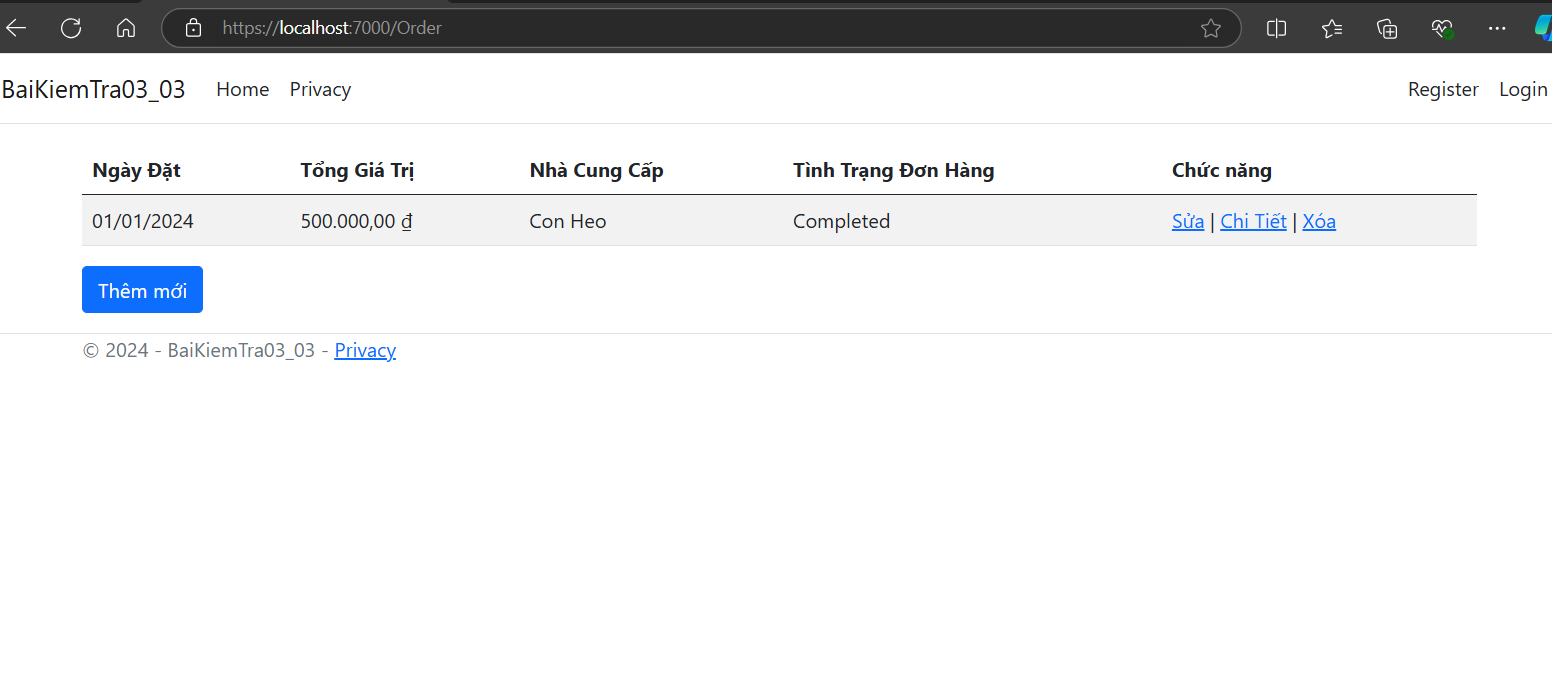 https://localhost:7000/Order
BaiKiemTra03_03 Home Privacy Register Login
Ngày Đặt Tổng Giá Trị Nhà Cung Cấp Tình Trạng Đơn Hàng Chức năng
01/01/2024 500.000,00 ₫ Con Heo Completed Sửa | Chi Tiết | Xóa
Thêm mới
© 2024 - BaiKiemTra03_03 - Privacy